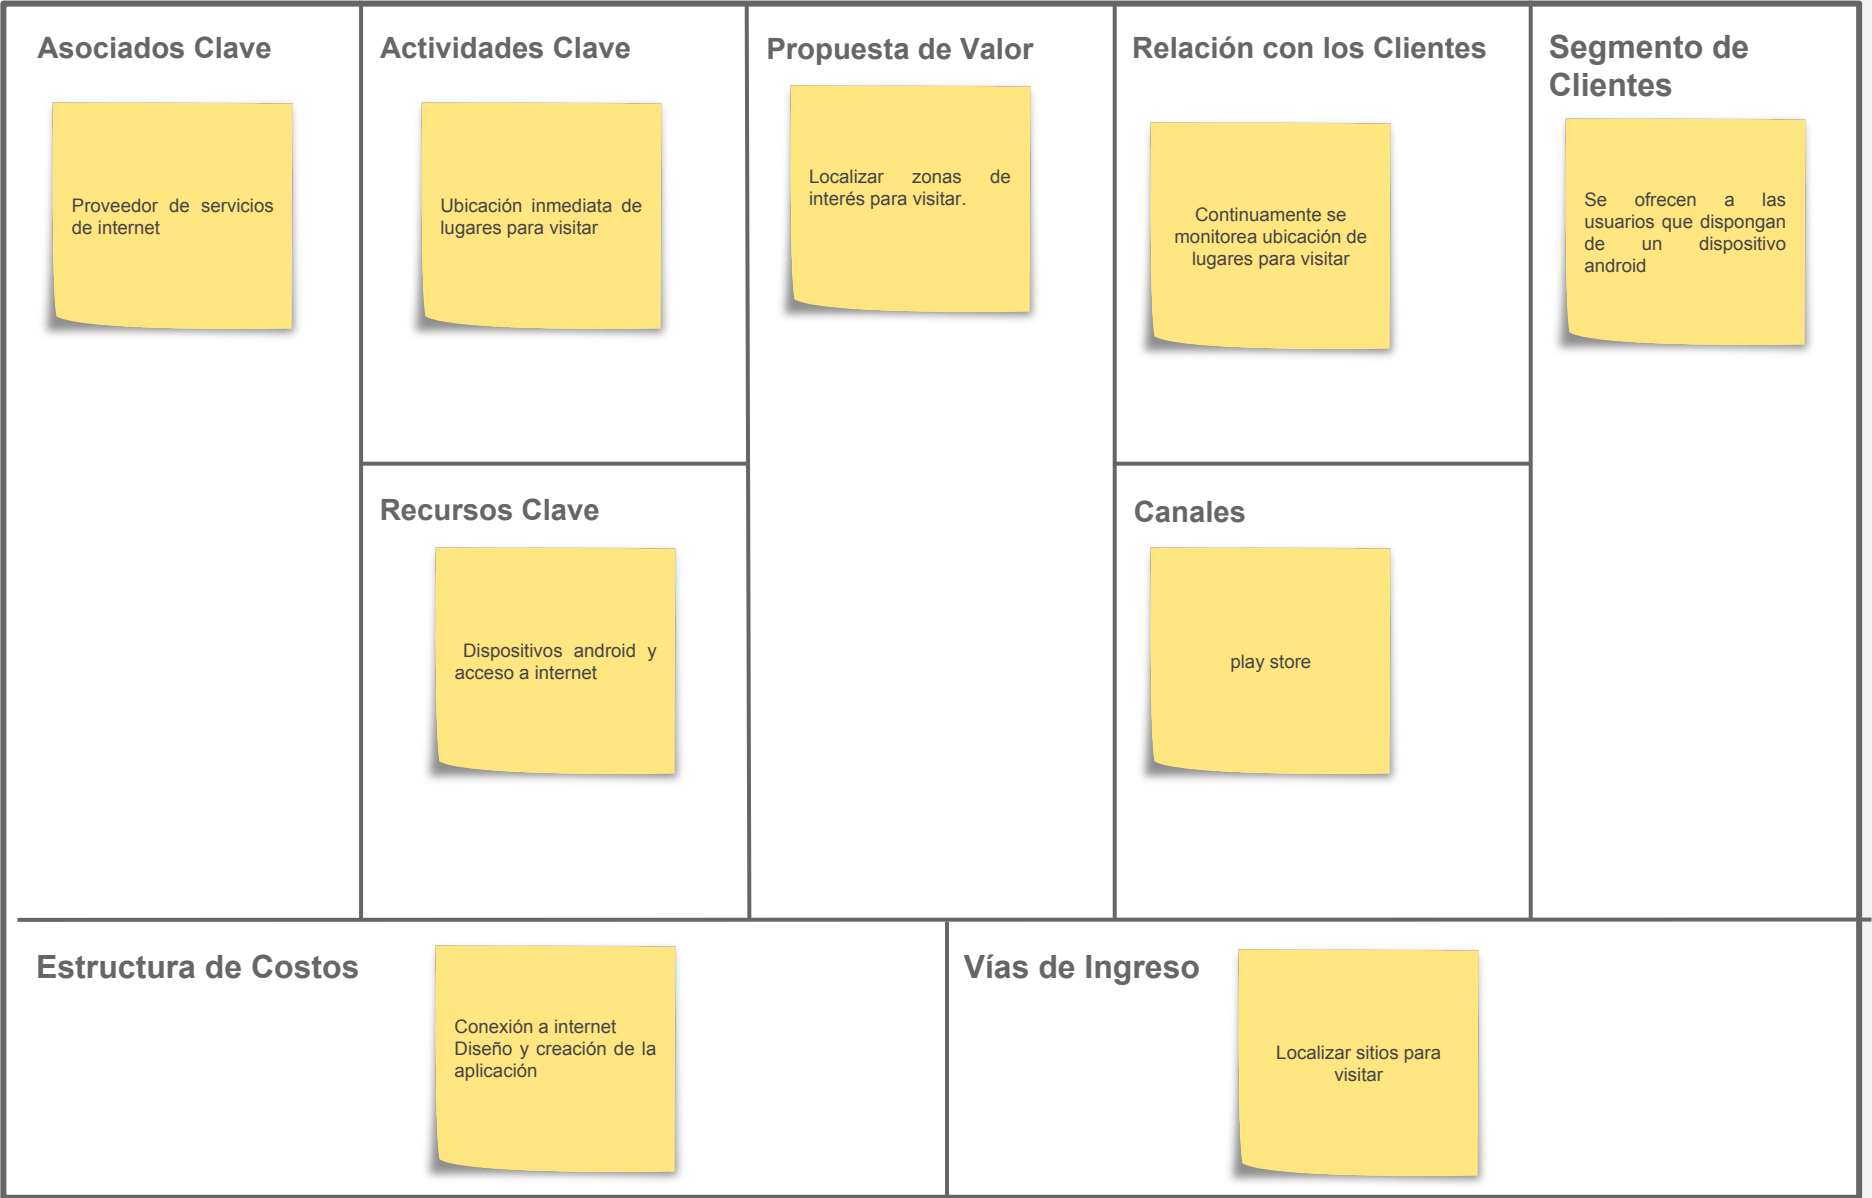 Asociados Clave
Proveedor de servicios
de internet
Actividades Clave
Ubicación inmediata de
lugares para visitar
Recursos Clave
Dispositivos android y
acceso a internet
Propuesta de Valor
Localizar zonas de
interés para visitar.
Relación con los Clientes
Continuamente se
monitorea ubicación de
lugares para visitar
Canales
play store
Segmento de
Clientes
Se ofrecen a las
usuarios que dispongan
de un dispositivo
android
Estructura de Costos
Conexión a internet
Diseño y creación de la
aplicación
Vías de Ingreso
Localizar sitios para
visitar